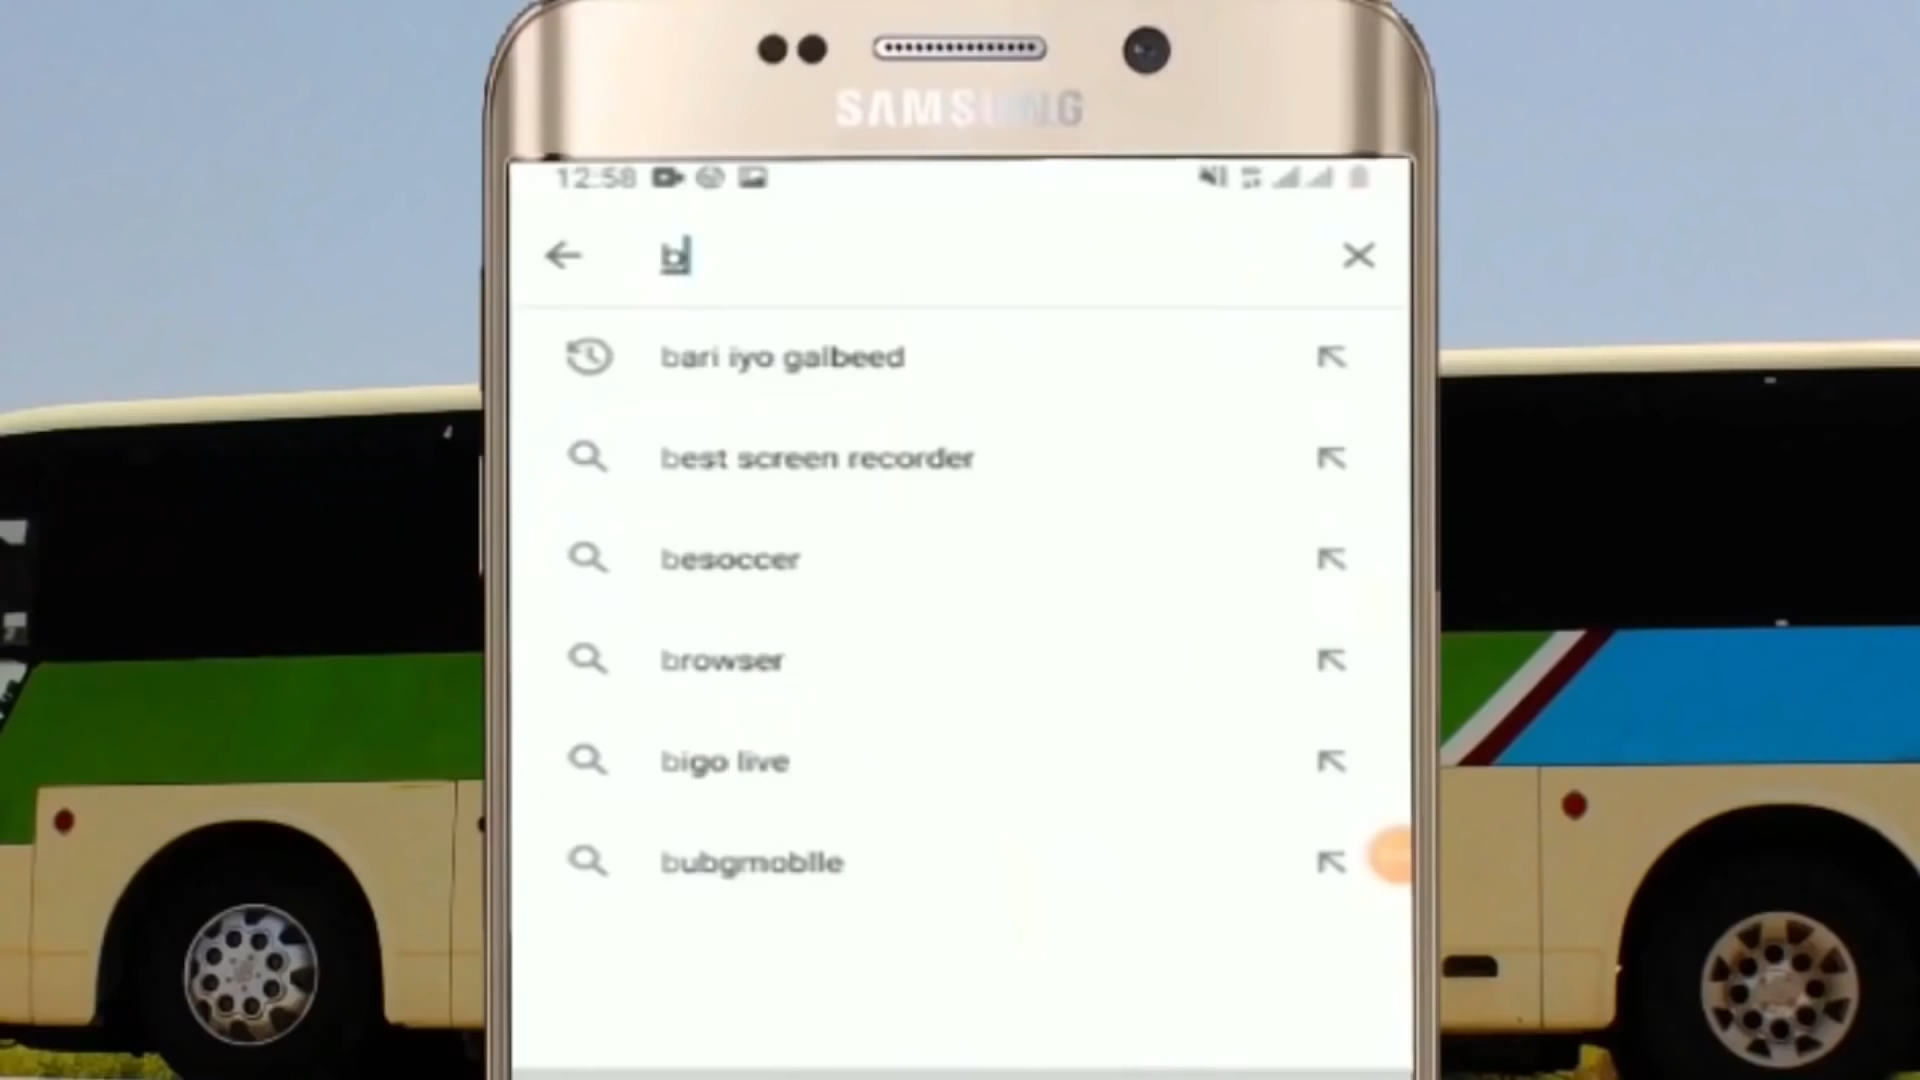 SAMSUNG
12:58
b
bari iyo galbeed
best screen recorder
besoccer
browser
bigo live
bubgmobile